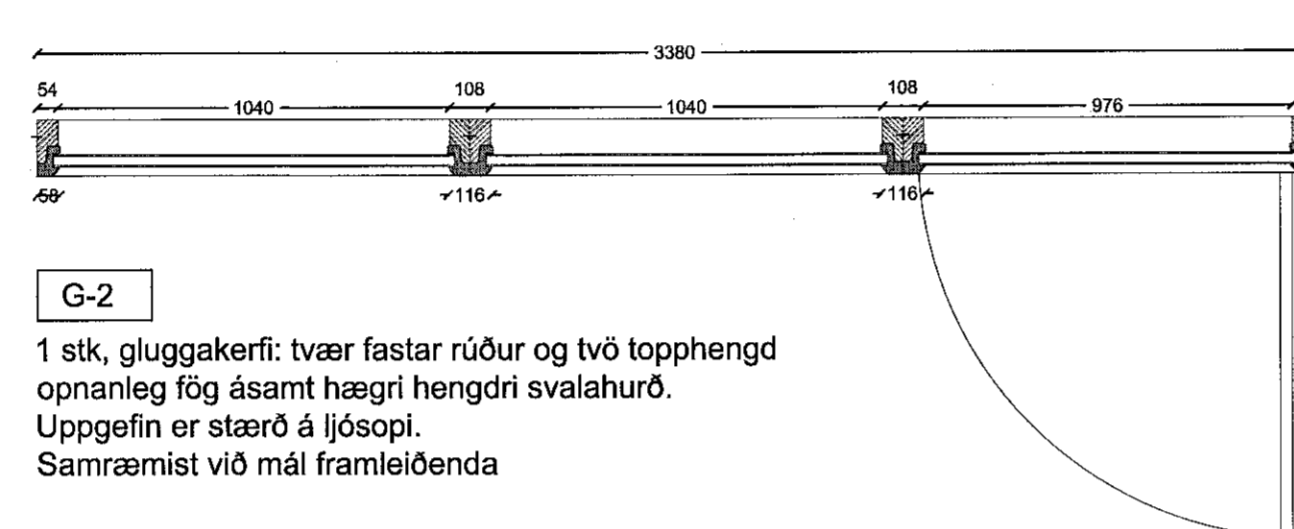 3380
54 1040 108 1040 108 976
58 116 116
G-2
1 stk, gluggakerfi: tvær fastar rúður og tvö topphengd
opnanleg fög ásamt hægri hengdri svalahurð.
Uppgefin er stærð á ljósopi.
Samræmist við mál framleiðenda